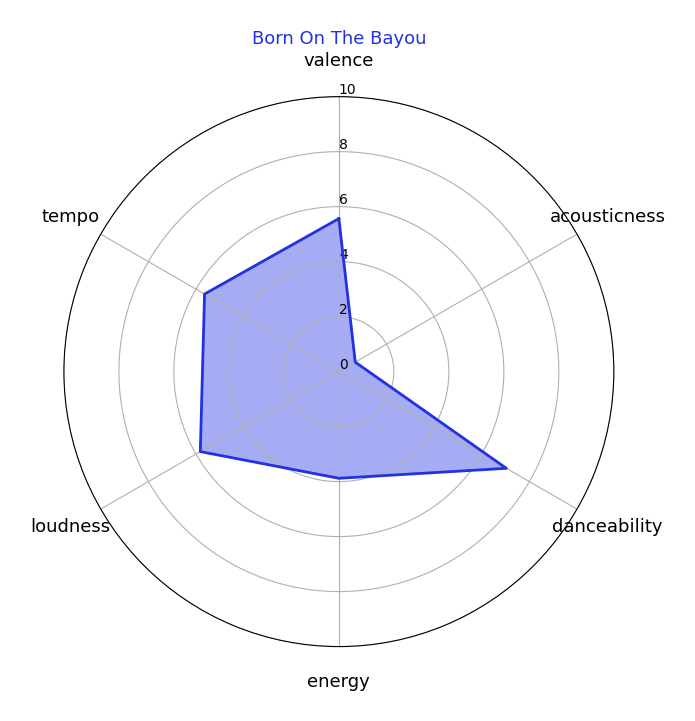 Born On The Bayou
valence
10
8
tempo
acousticness
6
4
2
0
loudness
danceability
energy